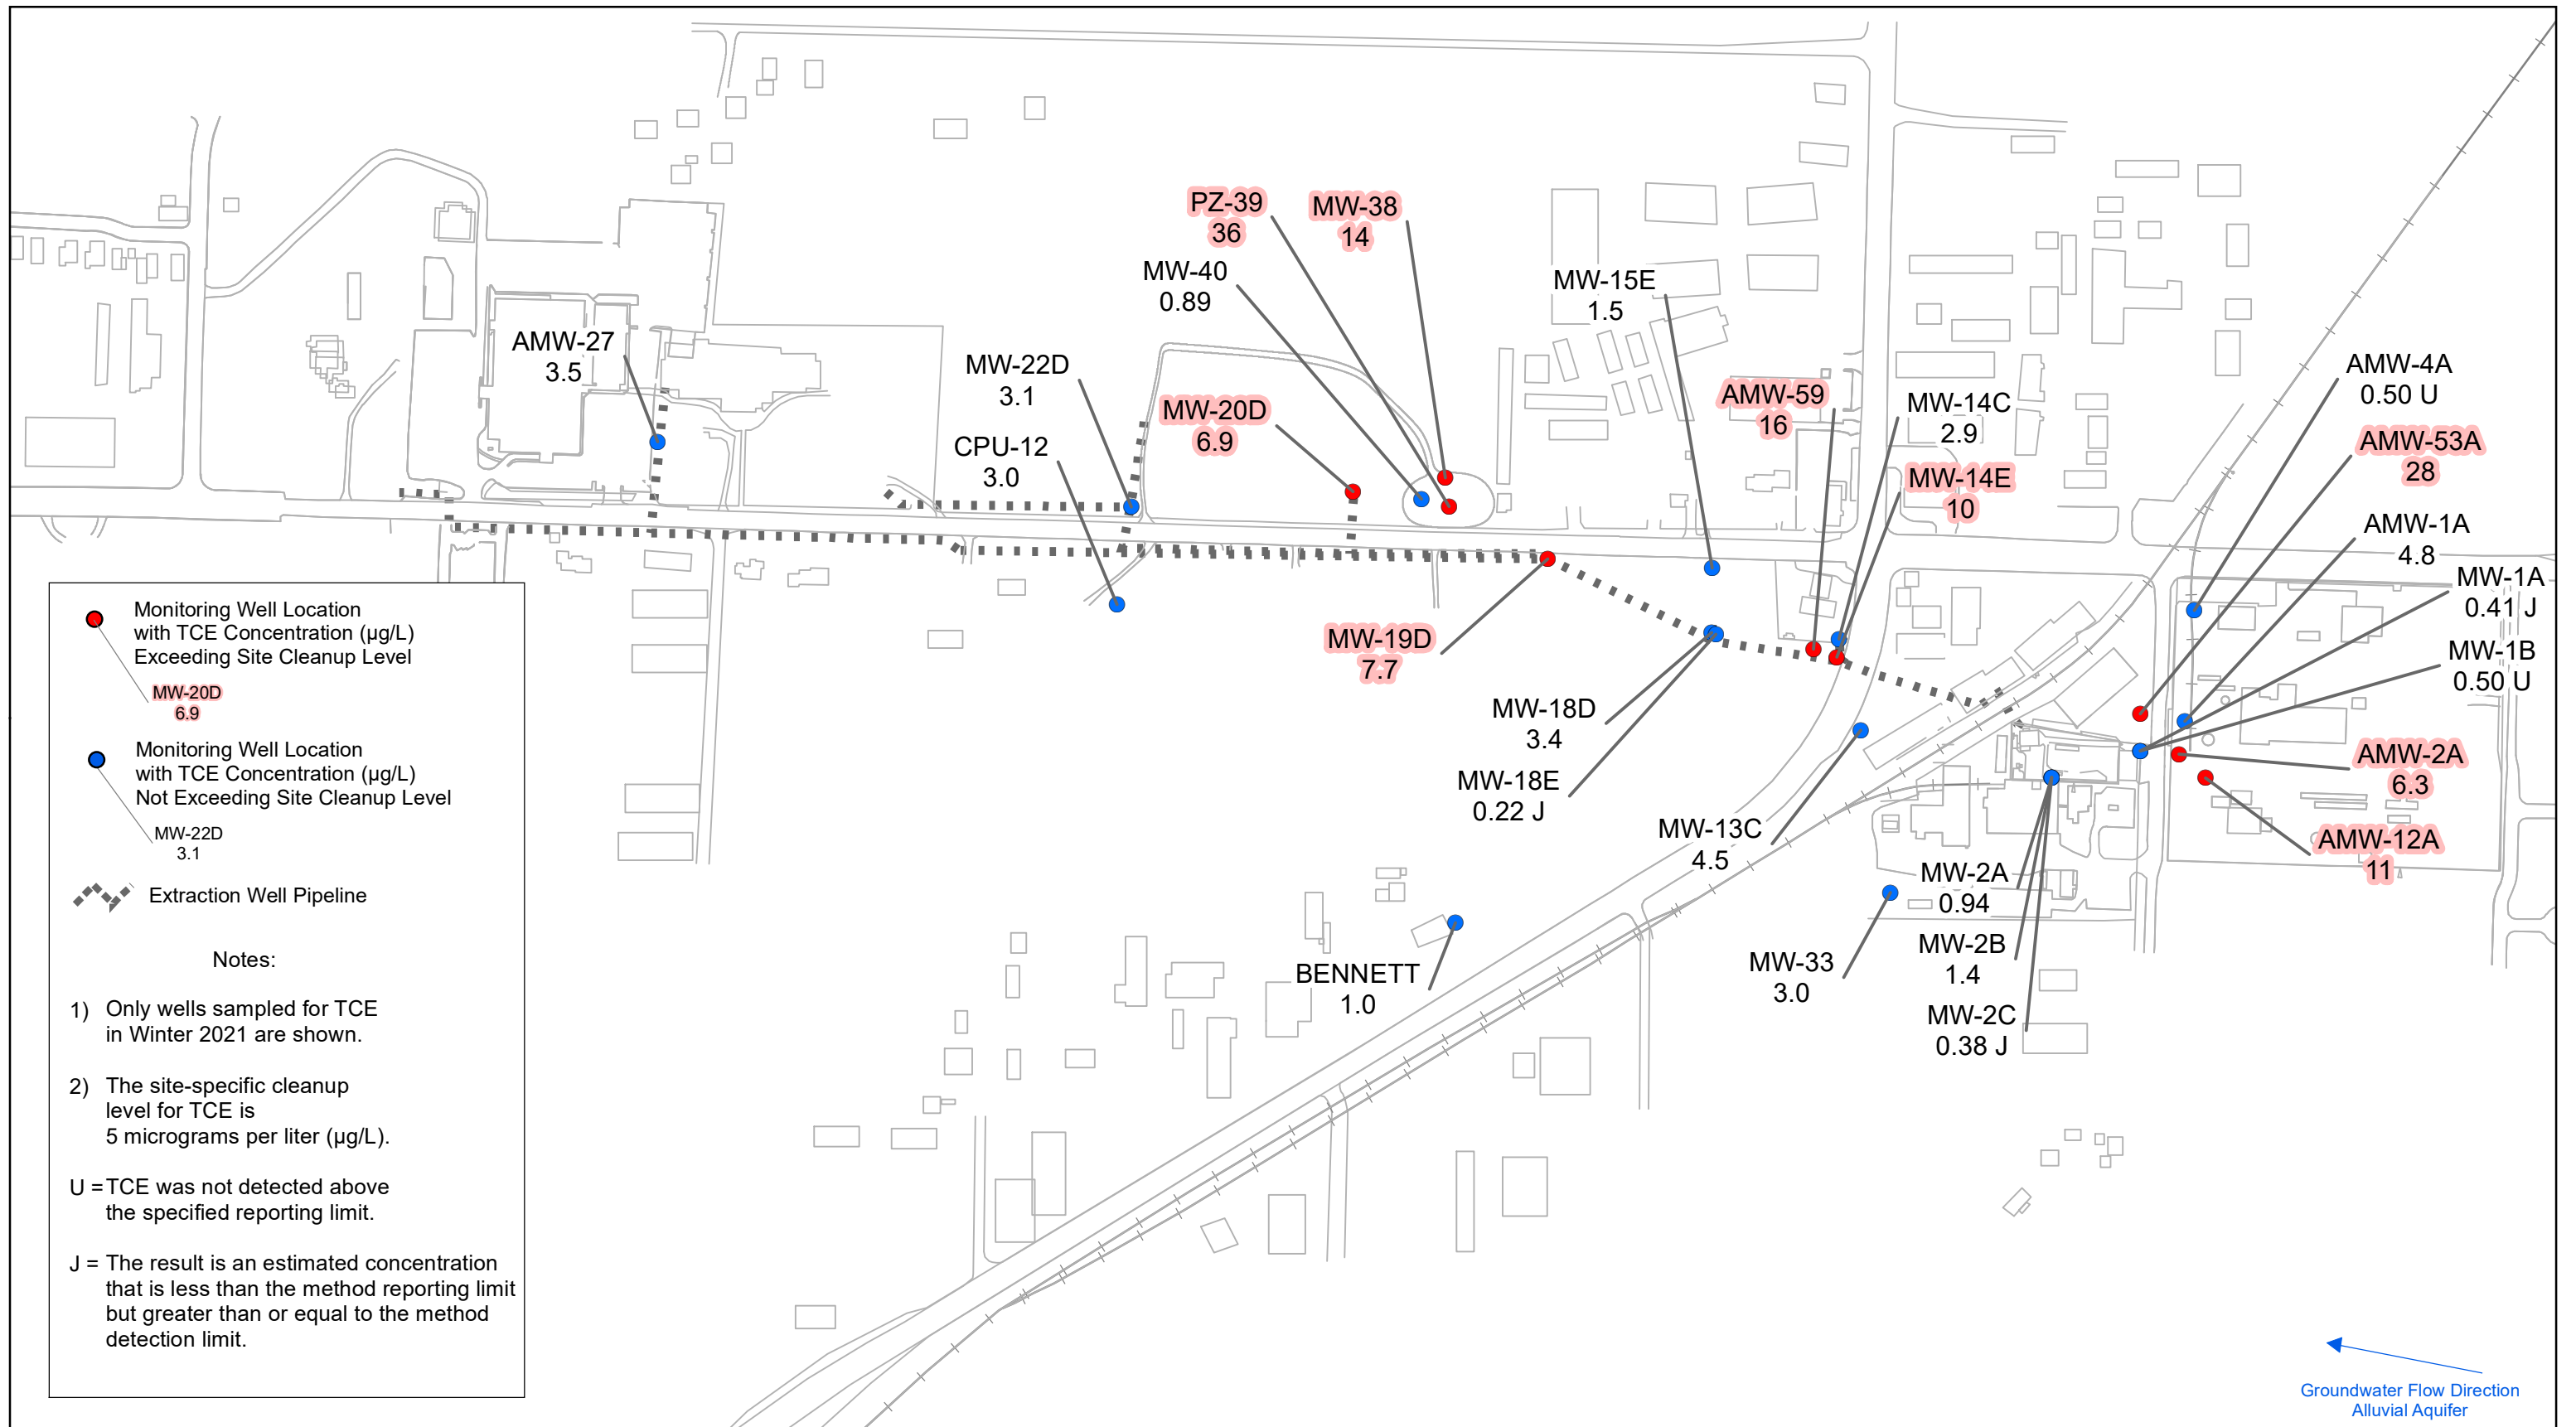 PZ-39
36
MW-38
14
MW-40
0.89
MW-15E
1.5
AMW-27
3.5
MW-22D
3.1
MW-20D
6.9
CPU-12
3.0
AMW-59
16
MW-14C
2.9
MW-14E
10
AMW-4A
0.50 U
AMW-53A
28
AMW-1A
4.8
MW-1A
0.41 J
MW-1B
0.50 U
AMW-2A
6.3
AMW-12A
11
MW-19D
7.7
MW-18D
3.4
MW-18E
0.22 J
MW-13C
4.5
MW-2A
0.94
MW-2B
1.4
MW-2C
0.38 J
MW-33
3.0
BENNETT
1.0
Monitoring Well Location
with TCE Concentration (µg/L)
Exceeding Site Cleanup Level
MW-20D
6.9
Monitoring Well Location
with TCE Concentration (µg/L)
Not Exceeding Site Cleanup Level
MW-22D
3.1
Extraction Well Pipeline
Notes:
1) Only wells sampled for TCE
in Winter 2021 are shown.
2) The site-specific cleanup
level for TCE is
5 micrograms per liter (µg/L).
U = TCE was not detected above
the specified reporting limit.
J = The result is an estimated concentration
that is less than the method reporting limit
but greater than or equal to the method
detection limit.
Groundwater Flow Direction
Alluvial Aquifer